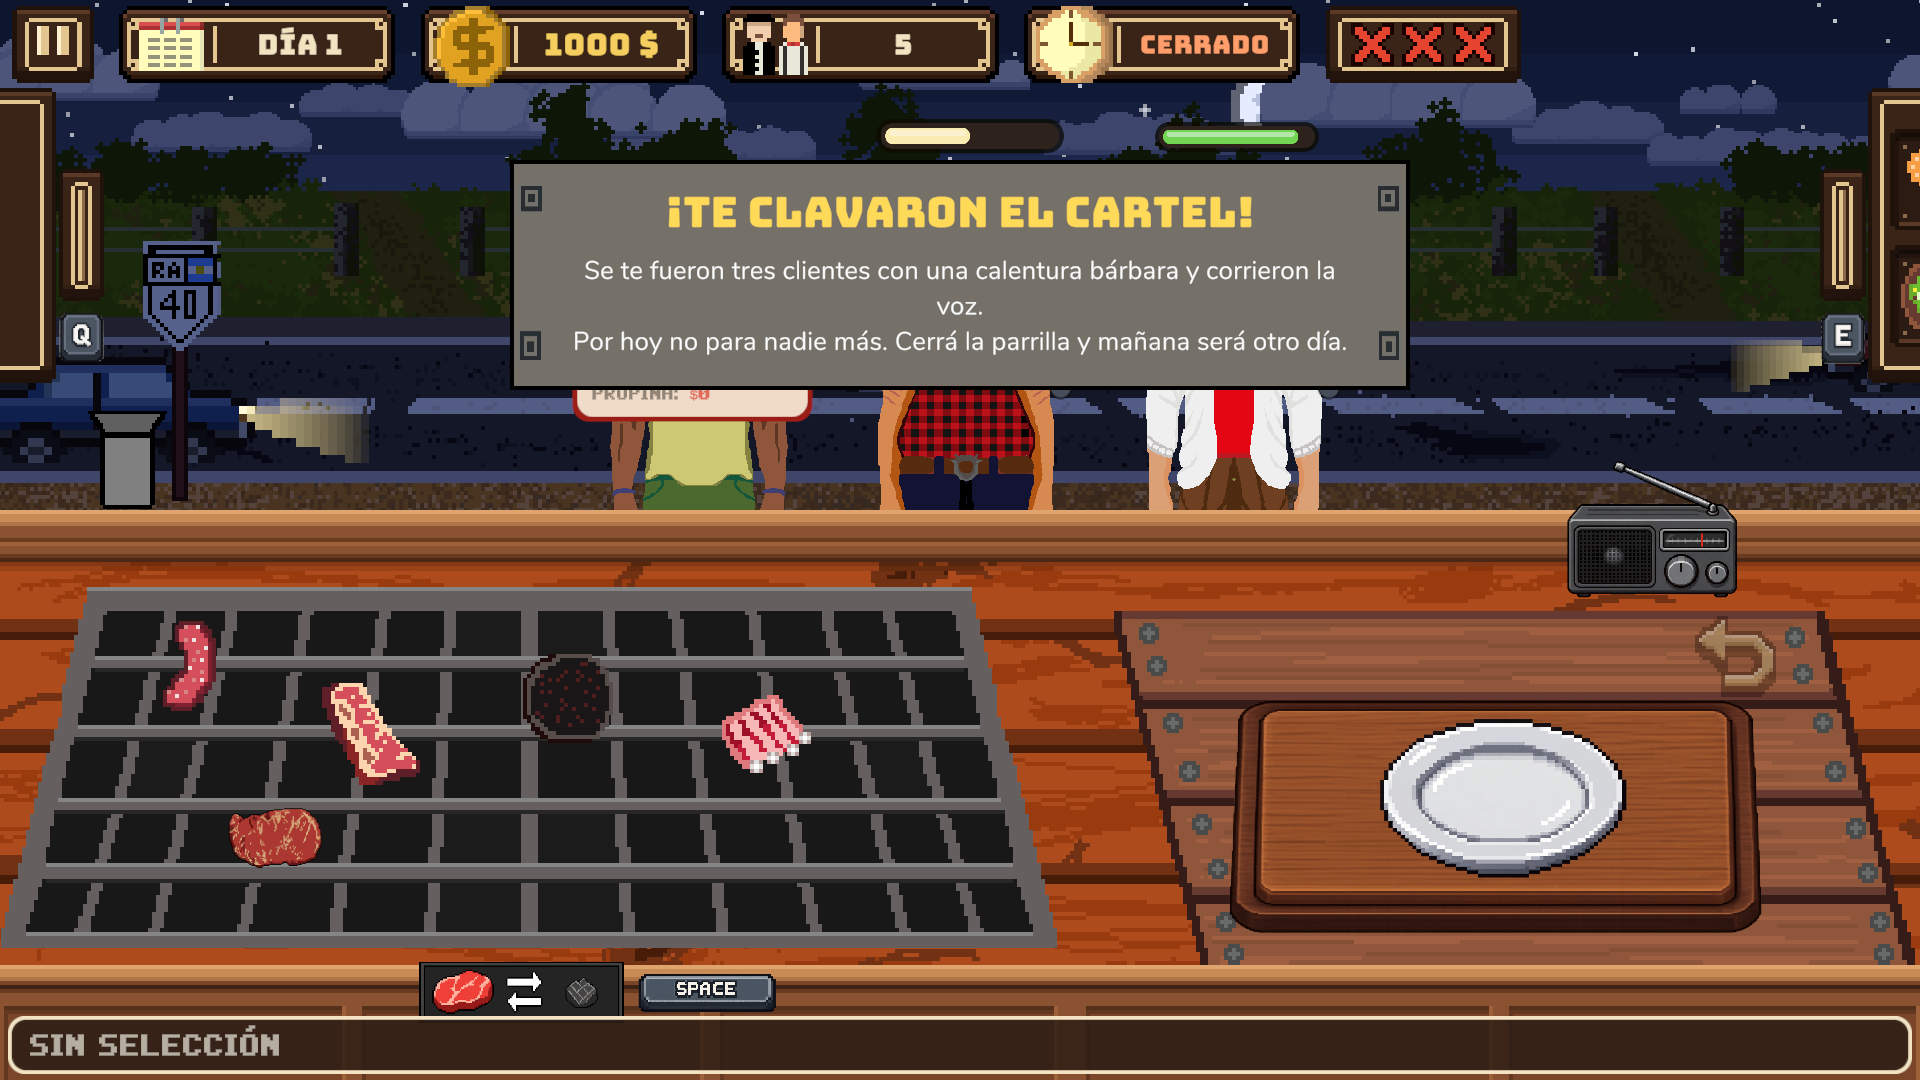 DÍA 1
$
1000 $
5
CERRADO
¡TE CLAVARON EL CARTEL!
Se te fueron tres clientes con una calentura bárbara y corrieron la
voz.
Por hoy no para nadie más. Cerrá la parrilla y mañana será otro día.
RA
40
Q
E
PROPINA: $0
SPACE
SIN SELECCIÓN